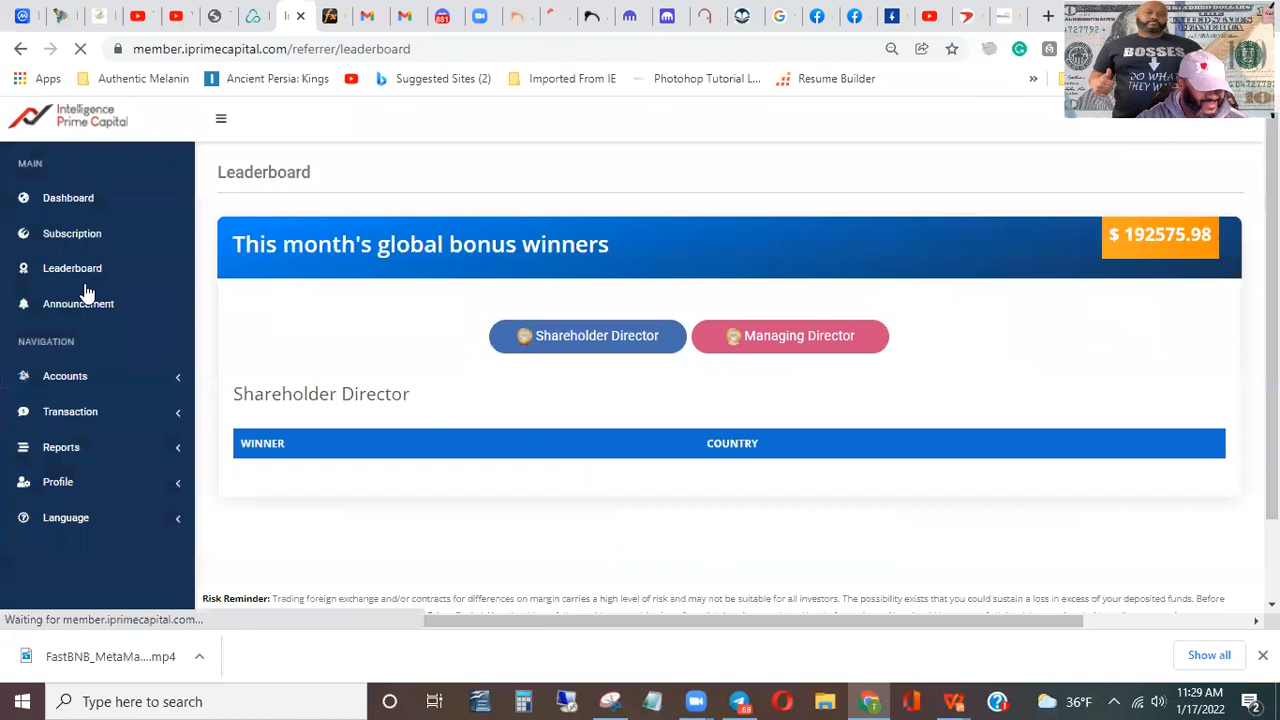 881
member.iprimecapital.com/referrer/leaderboard
Apps
Authentic Melanin
Ancient Persia: Kings
Suggested Sites (2)
Imported From IE
Photohop Tutorial L...
Resume Builder
»
BOSSES
DO WHAT
THEY
Intelligence
Prime Capital
MAIN
Dashboard
Subscription
Leaderboard
Announcement
NAVIGATION
Accounts
Transaction
Reports
Profile
Language
Leaderboard
This month's global bonus winners
$ 192575.98
Shareholder Director
Managing Director
Shareholder Director
WINNER COUNTRY
Risk Reminder: Trading foreign exchange and/or contracts for differences on margin carries a high level of risk and may not be suitable for all investors. The possibility exists that you could sustain a loss in excess of your deposited funds. Before
Waiting for member.iprimecapital.com...
FastBNB_MetaMa....mp4
Show all
Type here to search
36°F
11:29 AM
1/17/2022
2